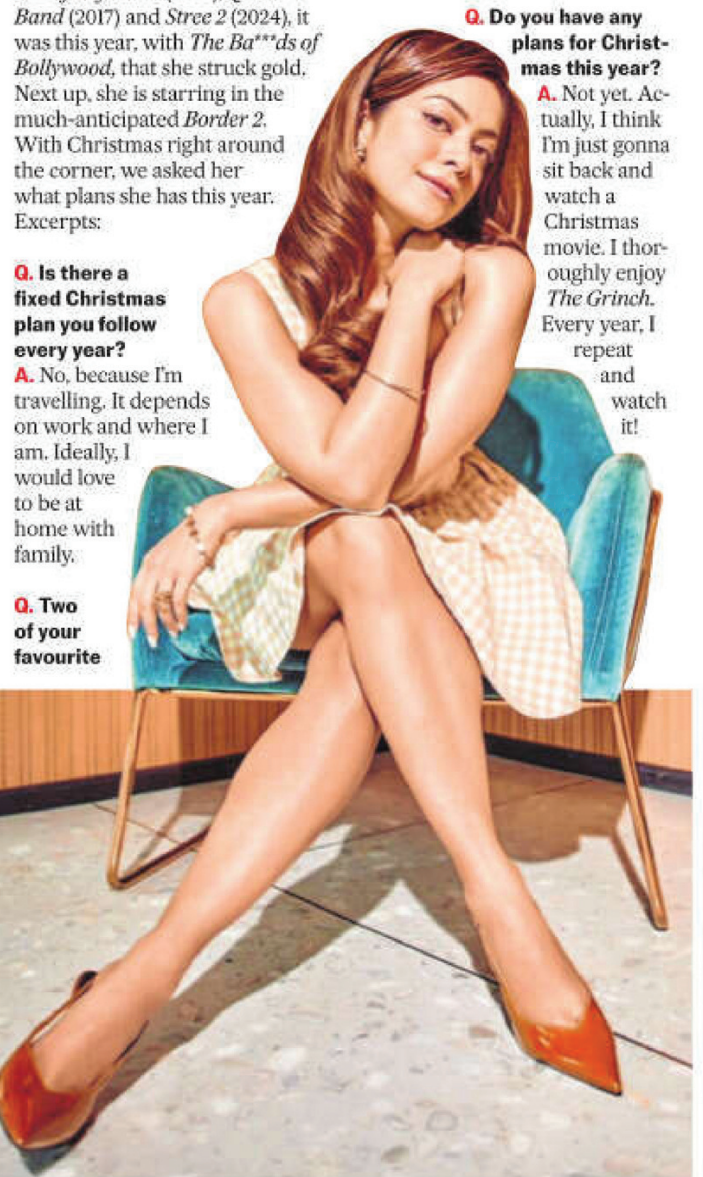 Band (2017) and Stree 2 (2024), it
was this year, with The Ba***ds of
Bollywood, that she struck gold.
Next up, she is starring in the
much-anticipated Border 2.
With Christmas right around
the corner, we asked her
what plans she has this year.
Excerpts:
Q. Is there a
fixed Christmas
plan you follow
every year?
A. No, because I'm
travelling. It depends
on work and where I
am. Ideally, I
would love
to be at
home with
family.
Q. Two
of your
favourite
Q. Do you have any
plans for Christ-
mas this year?
A. Not yet. Ac-
tually, I think
I'm just gonna
sit back and
watch a
Christmas
movie. I thor-
oughly enjoy
The Grinch.
Every year, I
repeat
and
watch
it!